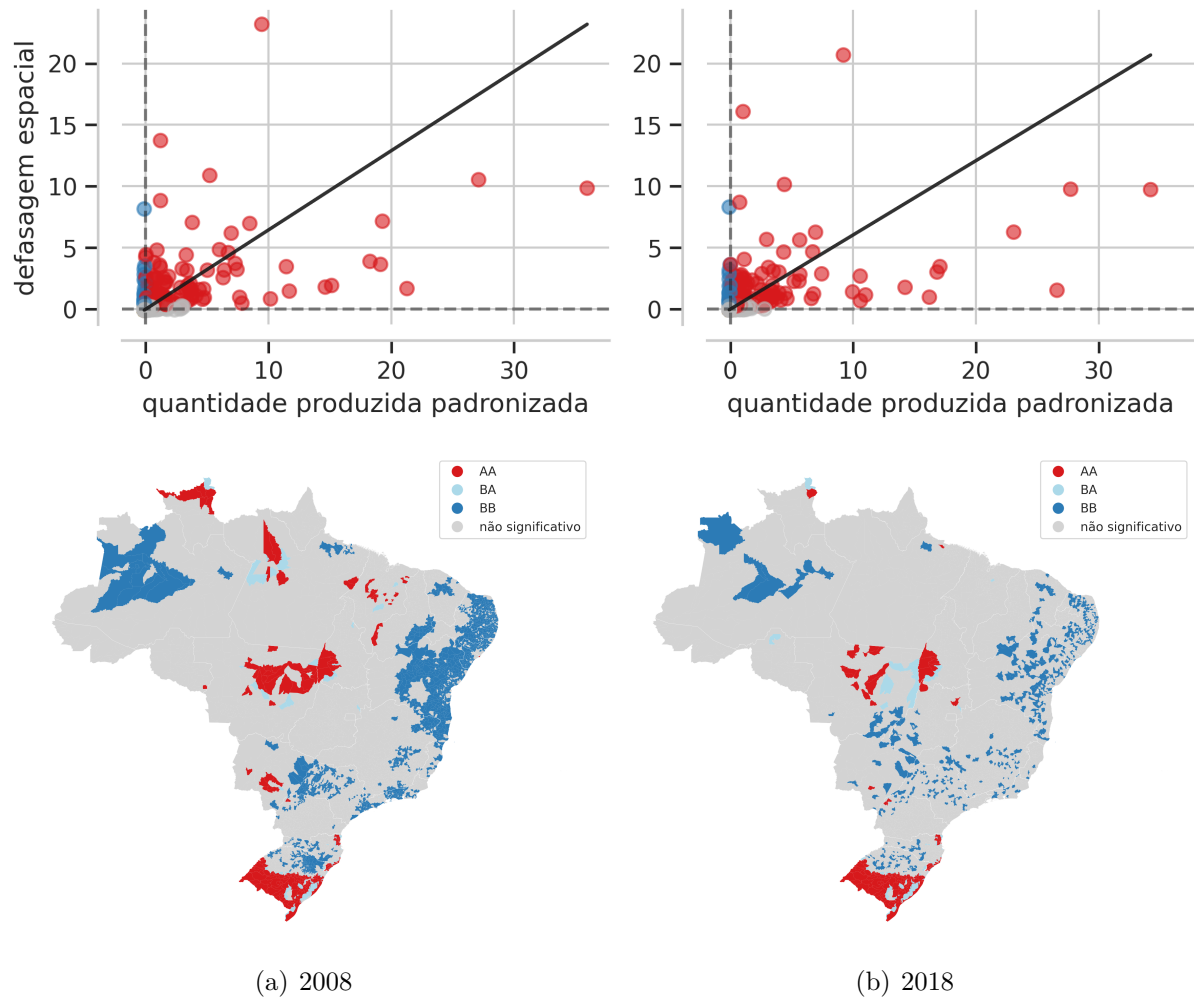 defasagem espacial
20
15
10
5
0
0 10 20 30
quantidade produzida padronizada
20
15
10
5
0
0 10 20 30
quantidade produzida padronizada
AA
BA
BB
não significativo
AA
BA
BB
não significativo
(a) 2008
(b) 2018